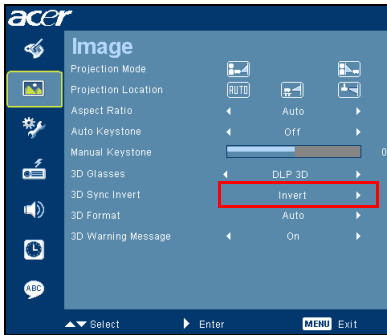 acer
Image
Projection Mode
Projection Location AUTO
Aspect Ratio Auto
Auto Keystone Off
Manual Keystone 0
3D Glasses DLP 3D
3D Sync Invert Invert
3D Format Auto
3D Warning Message On
ABC
Select Enter MENU Exit